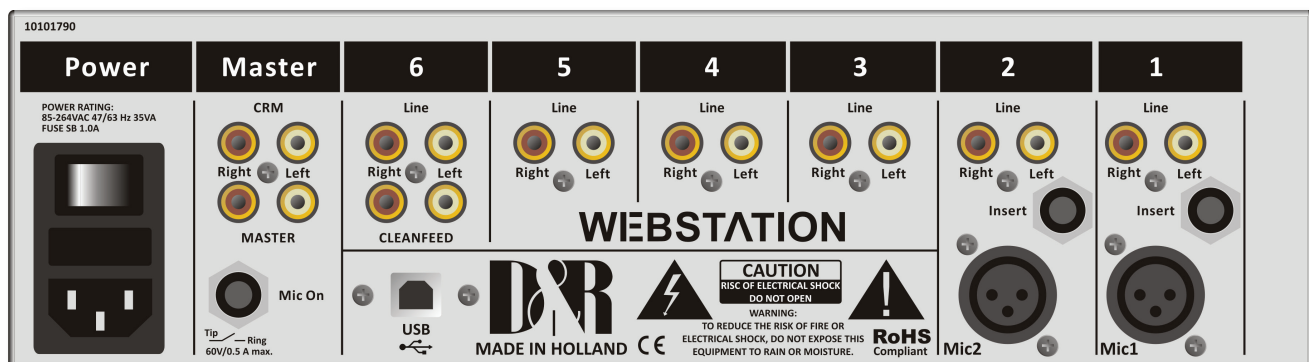 10101790
Power Master 6 5 4 3 2 1
POWER RATING:
85-264VAC 47/63 Hz 35VA
FUSE SB 1.0A
CRM
Right Left
MASTER
Mic On
Tip Ring
60V/0.5 A max.
Line
Right Left
CLEANFEED
USB
Line
Right Left
Line
Right Left
Line
Right Left
WEBSTATION
D&R
MADE IN HOLLAND
CE
CAUTION
RISC OF ELECTRICAL SHOCK
DO NOT OPEN
WARNING:
TO REDUCE THE RISK OF FIRE OR
ELECTRICAL SHOCK, DO NOT EXPOSE THIS
EQUIPMENT TO RAIN OR MOISTURE.
!
RoHS
Compliant
Line
Right Left
Insert
Mic2
Line
Right Left
Insert
Mic1